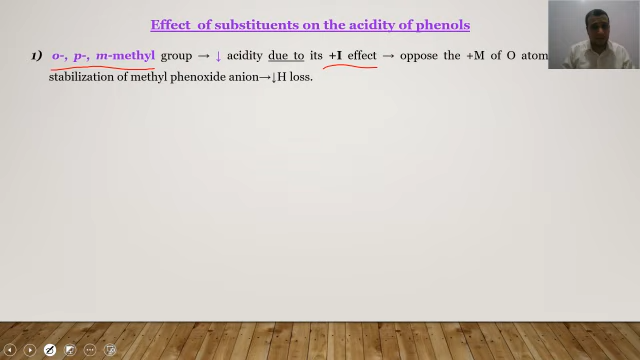 Effect of substituents on the acidity of phenols
1) o-, p-, m-methyl group → ↓ acidity due to its +I effect → oppose the +M of O atom
stabilization of methyl phenoxide anion→↓H loss.